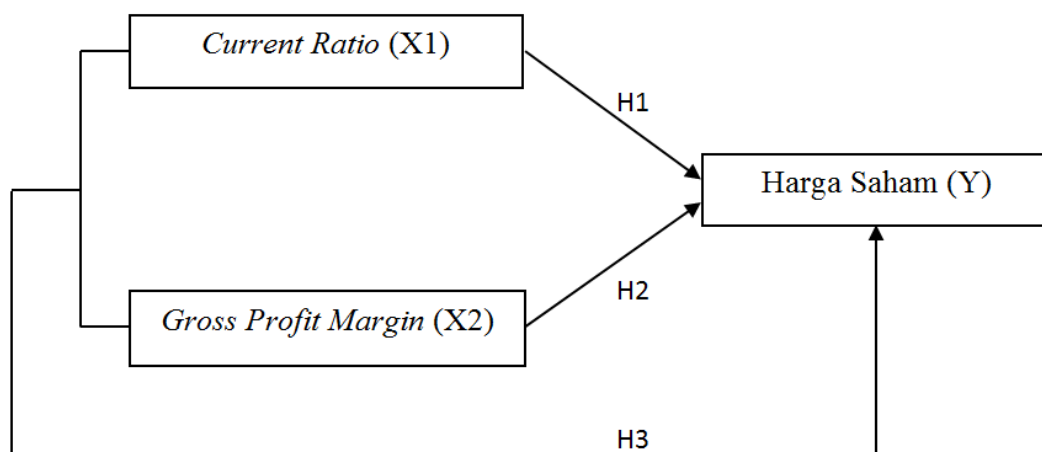 Current Ratio (X1)
H1
Harga Saham (Y)
H2
Gross Profit Margin (X2)
H3